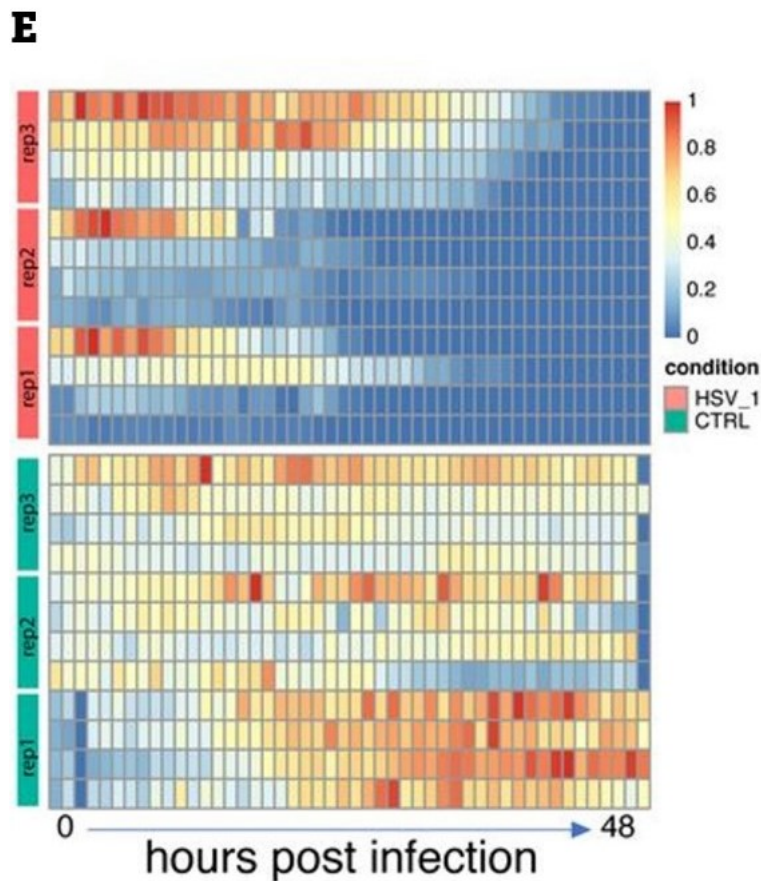 E
rep3
rep2
rep1
rep3
rep2
rep1
1
0.8
0.6
0.4
0.2
0
condition
HSV_1
CTRL
0 48
hours post infection